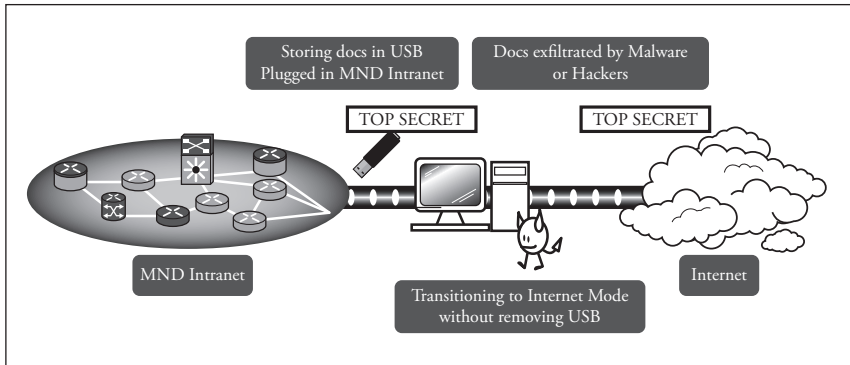 Storing docs in USB
Plugged in MND Intranet
Docs exfiltrated by Malware
or Hackers
TOP SECRET
TOP SECRET
MND Intranet
Transitioning to Internet Mode
without removing USB
Internet